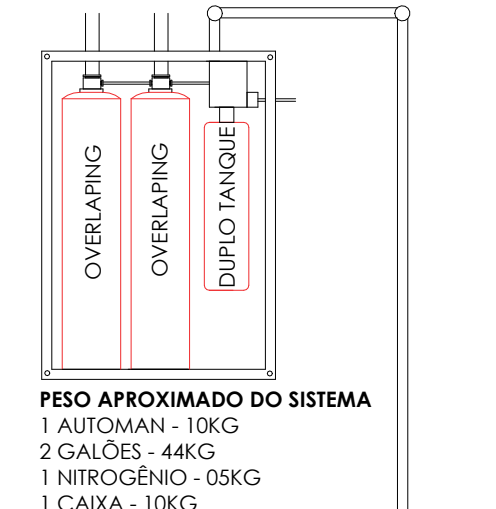 OVERLAPING
OVERLAPING
DUPLO TANQUE
PESO APROXIMADO DO SISTEMA
1 AUTOMAN - 10KG
2 GALÕES - 44KG
1 NITROGÊNIO - 05KG
1 CAIXA - 10KG